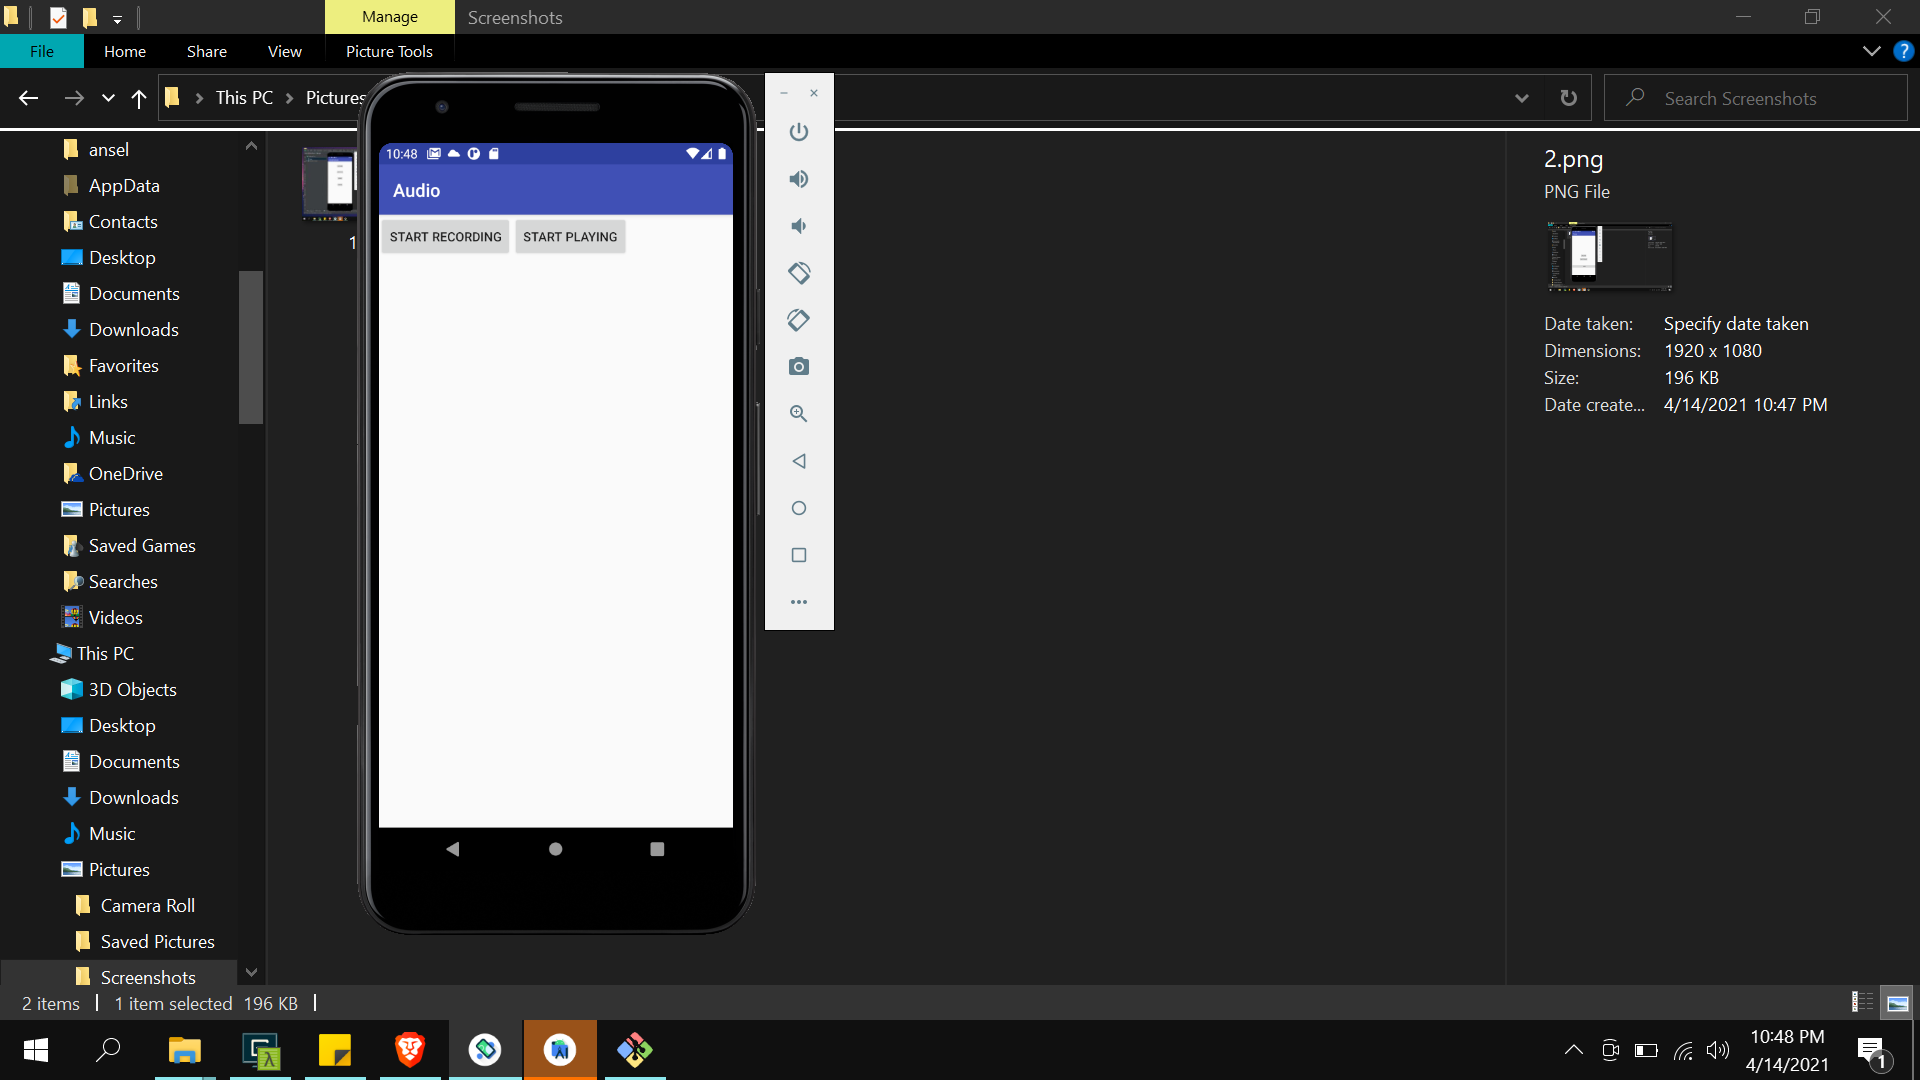 Manage
Screenshots
File
Home
Share
View
Picture Tools
This PC
Pictures
Search Screenshots
ansel
AppData
Contacts
Desktop
Documents
Downloads
Favorites
Links
Music
OneDrive
Pictures
Saved Games
Searches
Videos
This PC
3D Objects
Desktop
Documents
Downloads
Music
Pictures
Camera Roll
Saved Pictures
Screenshots
1
10:48
Audio
START RECORDING
START PLAYING
2.png
PNG File
Date taken: Specify date taken
Dimensions: 1920 x 1080
Size: 196 KB
Date create... 4/14/2021 10:47 PM
2 items
1 item selected 196 KB
10:48 PM
4/14/2021
1